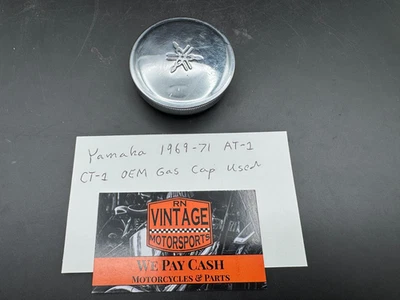 Yamaha 1969-71 AT-1
CT-1 OEM Gas Cap Used
RN
VINTAGE
MOTORSPORTS
WE PAY CASH
MOTORCYCLES & PARTS